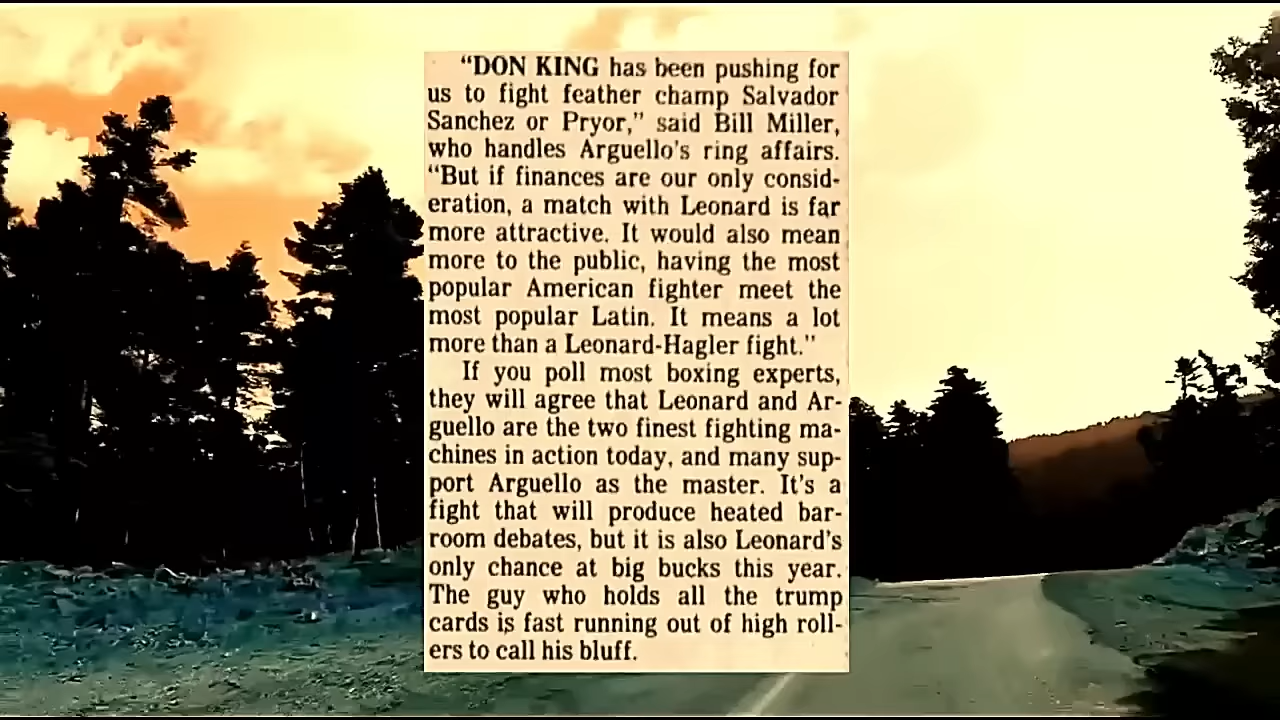 "DON KING has been pushing for
us to fight feather champ Salvador
Sanchez or Pryor," said Bill Miller,
who handles Arguello's ring affairs.
"But if finances are our only consid-
eration, a match with Leonard is far
more attractive. It would also mean
more to the public, having the most
popular American fighter meet the
most popular Latin. It means a lot
more than a Leonard-Hagler fight."
If you poll most boxing experts,
they will agree that Leonard and Ar-
guello are the two finest fighting ma-
chines in action today, and many sup-
port Arguello as the master. It's a
fight that will produce heated bar-
room debates, but it is also Leonard's
only chance at big bucks this year.
The guy who holds all the trump
cards is fast running out of high roll-
ers to call his bluff.